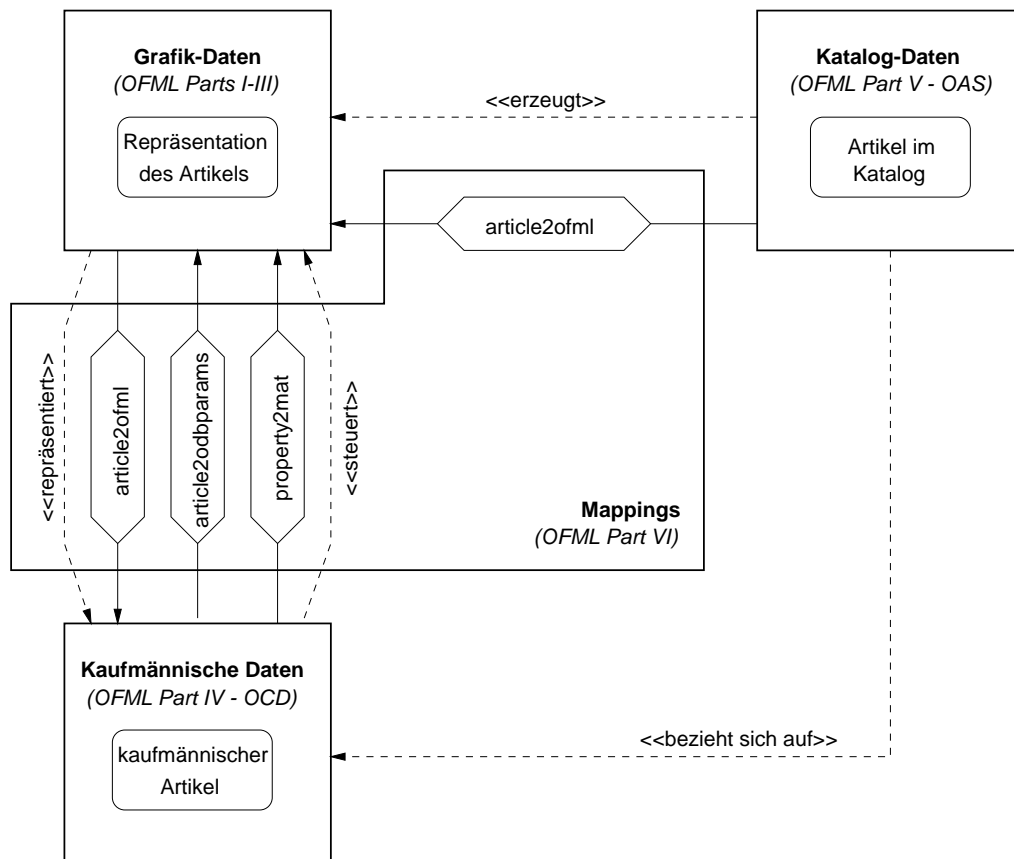 Grafik-Daten
(OFML Parts I-III)
Repräsentation
des Artikels
Katalog-Daten
(OFML Part V - OAS)
Artikel im
Katalog
<<erzeugt>>
article2ofml
<<repräsentiert>>
article2ofml
article2odbparams
property2mat
<<steuert>>
Mappings
(OFML Part VI)
Kaufmännische Daten
(OFML Part IV - OCD)
kaufmännischer
Artikel
<<bezieht sich auf>>